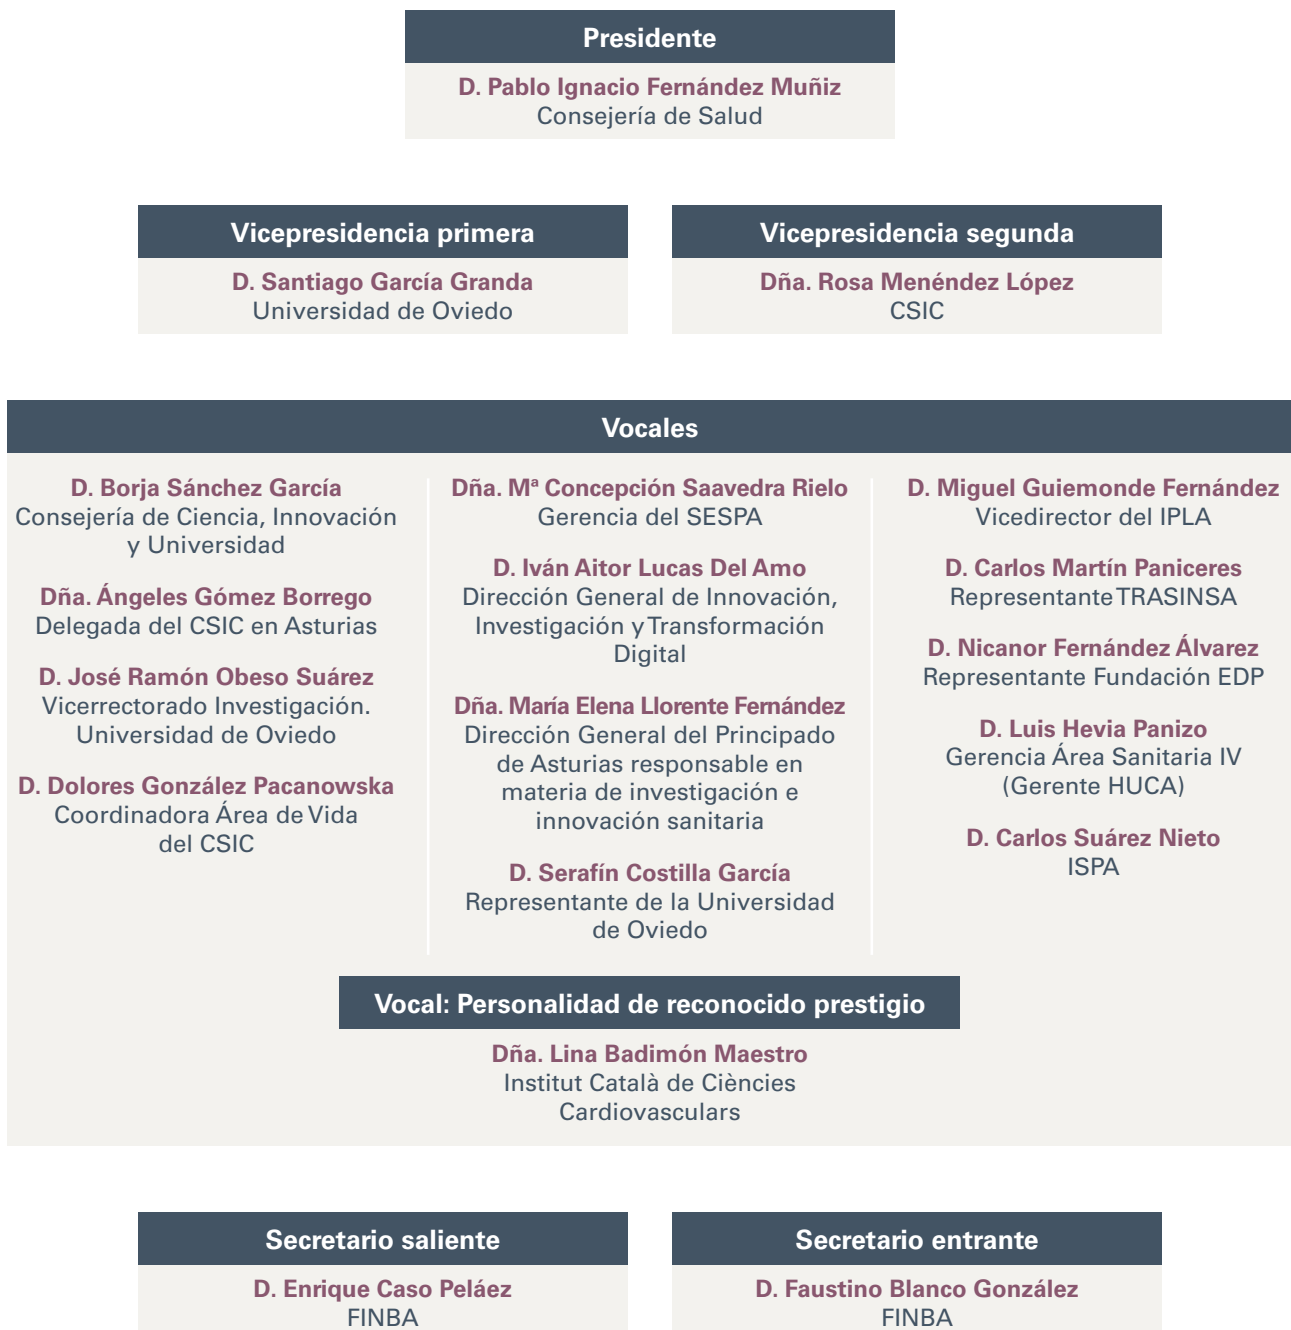 Presidente
D. Pablo Ignacio Fernández Muñiz
Consejería de Salud
Vicepresidencia primera
D. Santiago García Granda
Universidad de Oviedo
Vicepresidencia segunda
Dña. Rosa Menéndez López
CSIC
Vocales
D. Borja Sánchez García
Consejería de Ciencia, Innovación
y Universidad
Dña. Ángeles Gómez Borrego
Delegada del CSIC en Asturias
D. José Ramón Obeso Suárez
Vicerrectorado Investigación.
Universidad de Oviedo
D. Dolores González Pacanowska
Coordinadora Área de Vida
del CSIC
Dña. Mª Concepción Saavedra Rielo
Gerencia del SESPA
D. Iván Aitor Lucas Del Amo
Dirección General de Innovación,
Investigación y Transformación
Digital
Dña. María Elena Llorente Fernández
Dirección General del Principado
de Asturias responsable en
materia de investigación e
innovación sanitaria
D. Serafín Costilla García
Representante de la Universidad
de Oviedo
D. Miguel Guiemonde Fernández
Vicedirector del IPLA
D. Carlos Martín Paniceres
Representante TRASINSA
D. Nicanor Fernández Álvarez
Representante Fundación EDP
D. Luis Hevia Panizo
Gerencia Área Sanitaria IV
(Gerente HUCA)
D. Carlos Suárez Nieto
ISPA
Vocal: Personalidad de reconocido prestigio
Dña. Lina Badimón Maestro
Institut Català de Ciències
Cardiovasculars
Secretario saliente
D. Enrique Caso Peláez
FINBA
Secretario entrante
D. Faustino Blanco González
FINBA